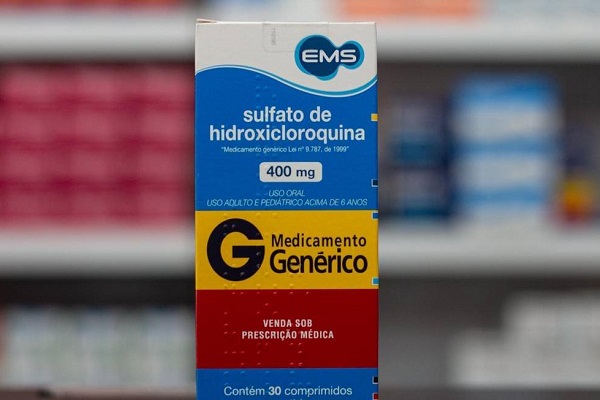 EMS
sulfato de
hidroxicloroquina
"Medicamento genérico Lei nº 9.787, de 1999"
400 mg
USO ORAL
USO ADULTO E PEDIÁTRICO ACIMA DE 6 ANOS
G Medicamento
Genérico
VENDA SOB
PRESCRIÇÃO MÉDICA
Contém 30 comprimidos